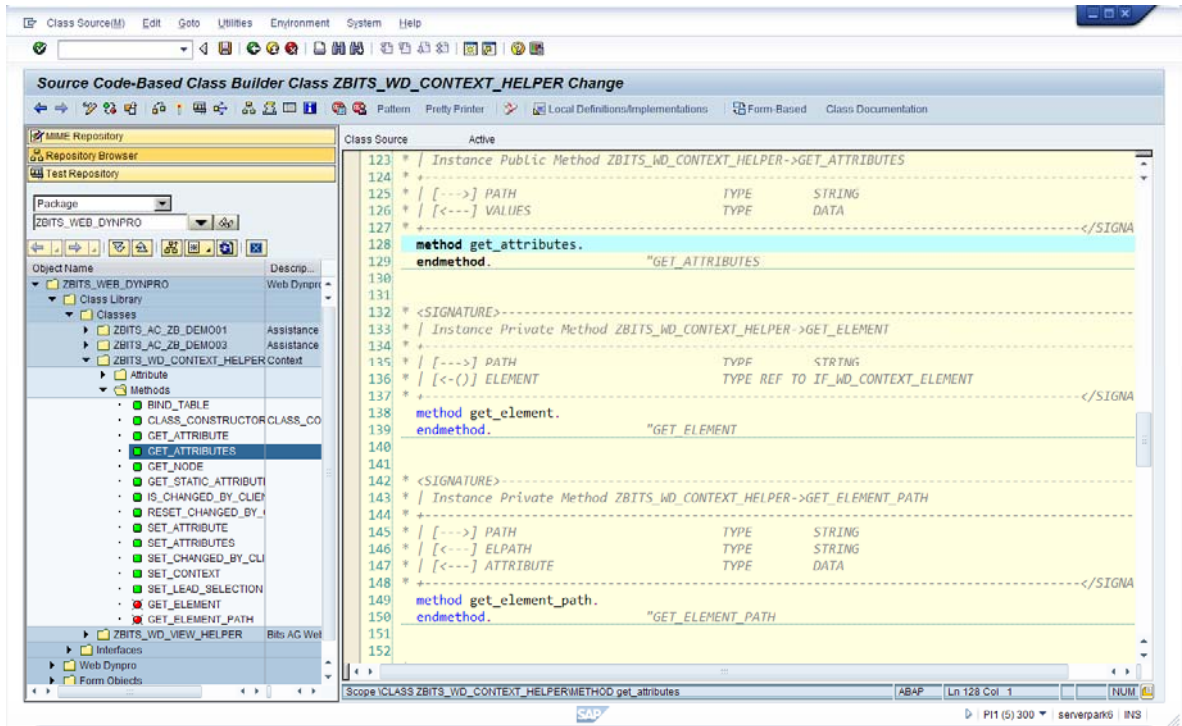 Class Source(M) Edit Goto Utilities Environment System Help
Source Code-Based Class Builder Class ZBITS_WD_CONTEXT_HELPER Change
Pattern Pretty Printer Local Definitions/Implementations Form-Based Class Documentation
MIME Repository
Repository Browser
Test Repository
Package
ZBITS_WEB_DYNPRO
Object Name Descrip...
ZBITS_WEB_DYNPRO Web Dynpro
Class Library
Classes
ZBITS_AC_ZB_DEMO01 Assistance
ZBITS_AC_ZB_DEMO03 Assistance
ZBITS_WD_CONTEXT_HELPER Context
Attribute
Methods
BIND_TABLE
CLASS_CONSTRUCTOR CLASS_CO
GET_ATTRIBUTE
GET_ATTRIBUTES
GET_NODE
GET_STATIC_ATTRIBUTI
IS_CHANGED_BY_CLIEN
RESET_CHANGED_BY_
SET_ATTRIBUTE
SET_ATTRIBUTES
SET_CHANGED_BY_CLI
SET_CONTEXT
SET_LEAD_SELECTION
GET_ELEMENT
GET_ELEMENT_PATH
ZBITS_WD_VIEW_HELPER Bits AG Wel
Interfaces
Web Dynpro
Form Objects
Class Source Active
123 * | Instance Public Method ZBITS_WD_CONTEXT_HELPER->GET_ATTRIBUTES
124 * +--------------------------------------------------------------
125 * | [--->] PATH TYPE STRING
126 * | [<---] VALUES TYPE DATA
127 * +--------------------------------------------------------------</SIGNA
128 method get_attributes.
129 endmethod. "GET_ATTRIBUTES
130
131
132 * <SIGNATURE>--------------------------------------------------------------
133 * | Instance Private Method ZBITS_WD_CONTEXT_HELPER->GET_ELEMENT
134 * +--------------------------------------------------------------
135 * | [--->] PATH TYPE STRING
136 * | [<-()] ELEMENT TYPE REF TO IF_WD_CONTEXT_ELEMENT
137 * +--------------------------------------------------------------</SIGNA
138 method get_element.
139 endmethod. "GET_ELEMENT
140
141
142 * <SIGNATURE>--------------------------------------------------------------
143 * | Instance Private Method ZBITS_WD_CONTEXT_HELPER->GET_ELEMENT_PATH
144 * +--------------------------------------------------------------
145 * | [--->] PATH TYPE STRING
146 * | [<---] ELPATH TYPE STRING
147 * | [<---] ATTRIBUTE TYPE DATA
148 * +--------------------------------------------------------------</SIGNA
149 method get_element_path.
150 endmethod. "GET_ELEMENT_PATH
151
152
Scope \CLASS ZBITS_WD_CONTEXT_HELPER\METHOD get_attributes ABAP Ln 128 Col 1 NUM
SAP PI1 (5) 300 serverpark6 INS